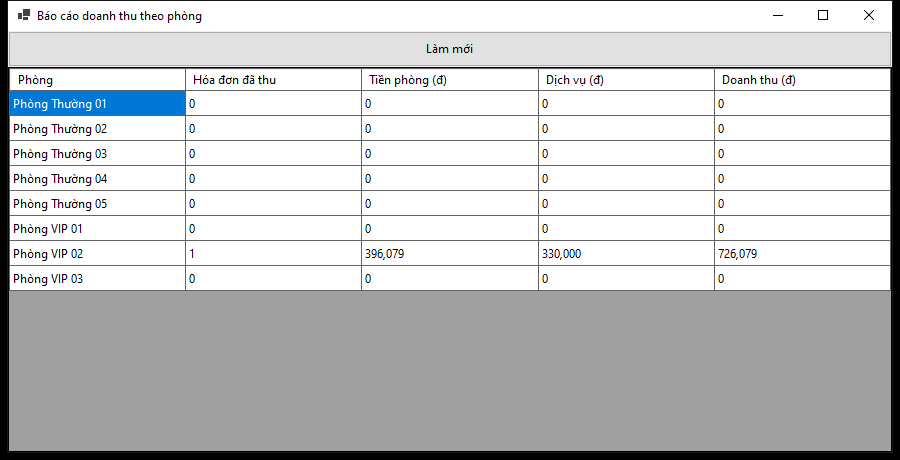 Báo cáo doanh thu theo phòng
Làm mới
Phòng Hóa đơn đã thu Tiền phòng (đ) Dịch vụ (đ) Doanh thu (đ)
Phòng Thường 01 0 0 0 0
Phòng Thường 02 0 0 0 0
Phòng Thường 03 0 0 0 0
Phòng Thường 04 0 0 0 0
Phòng Thường 05 0 0 0 0
Phòng VIP 01 0 0 0 0
Phòng VIP 02 1 396,079 330,000 726,079
Phòng VIP 03 0 0 0 0